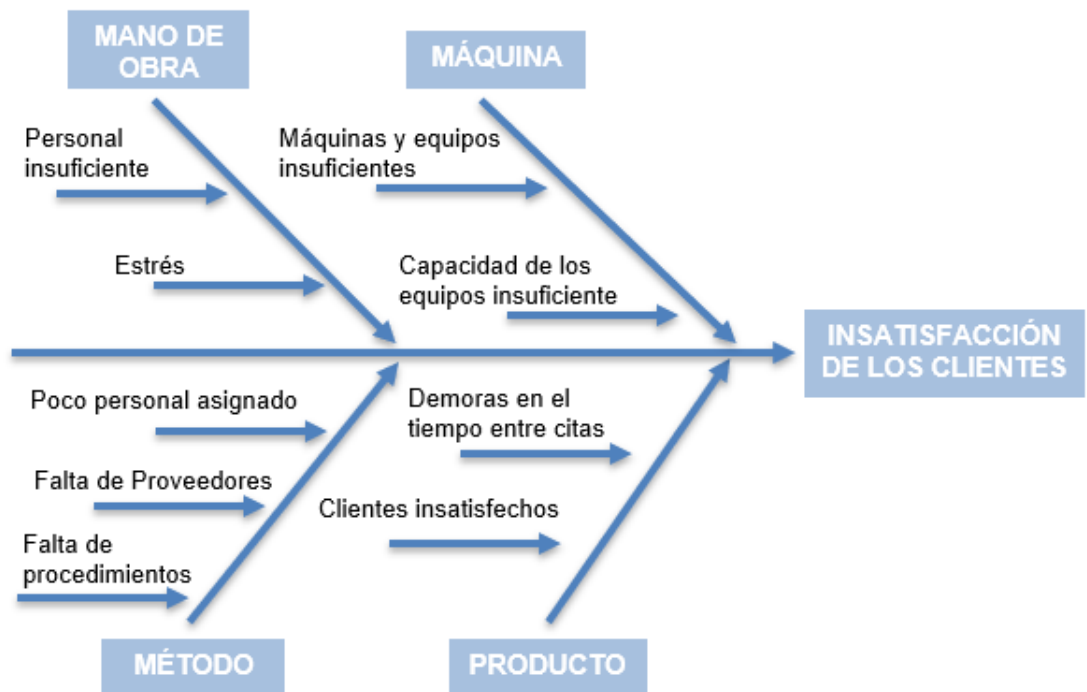 MANO DE
OBRA
MÁQUINA
Personal
insuficiente
Máquinas y equipos
insuficientes
Estrés
Capacidad de los
equipos insuficiente
INSATISFACCIÓN
DE LOS CLIENTES
Poco personal asignado
Demoras en el
tiempo entre citas
Falta de Proveedores
Clientes insatisfechos
Falta de
procedimientos
MÉTODO
PRODUCTO